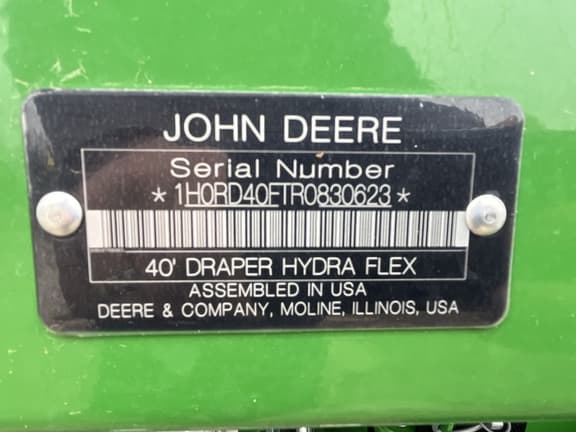 JOHN DEERE
Serial Number
*1H0RD40FTR0830623*
40' DRAPER HYDRA FLEX
ASSEMBLED IN USA
DEERE & COMPANY, MOLINE, ILLINOIS, USA